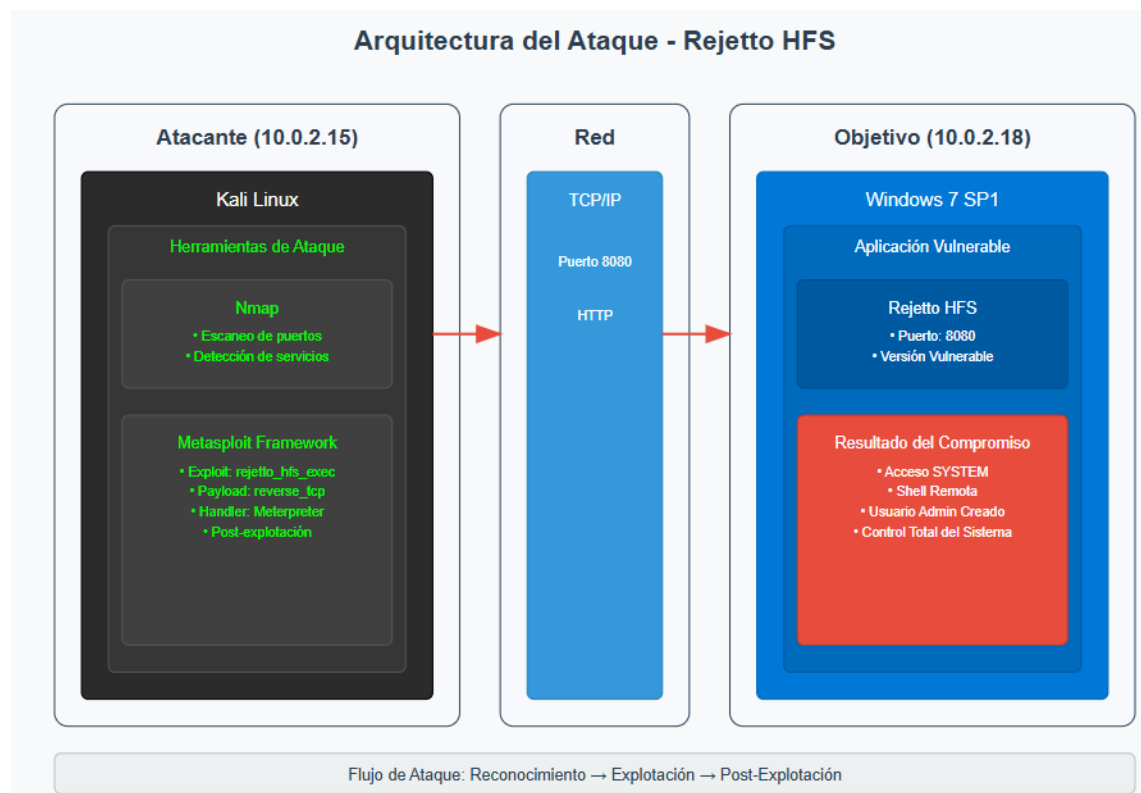 Arquitectura del Ataque - Rejetto HFS
Atacante (10.0.2.15)
Kali Linux
Herramientas de Ataque
Nmap
• Escaneo de puertos
• Detección de servicios
Metasploit Framework
• Exploit: rejetto_hfs_exec
• Payload: reverse_tcp
• Handler: Meterpreter
• Post-explotación
Red
TCP/IP
Puerto 8080
HTTP
Objetivo (10.0.2.18)
Windows 7 SP1
Aplicación Vulnerable
Rejetto HFS
• Puerto: 8080
• Versión Vulnerable
Resultado del Compromiso
• Acceso SYSTEM
• Shell Remota
• Usuario Admin Creado
• Control Total del Sistema
Flujo de Ataque: Reconocimiento → Explotación → Post-Explotación